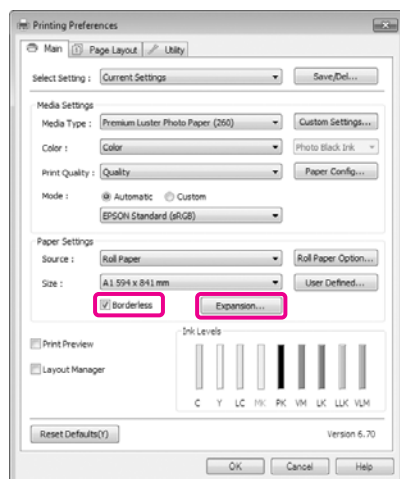 Printing Preferences
Main Page Layout Utility
Select Setting : Current Settings Save/Del...
Media Settings
Media Type : Premium Luster Photo Paper (260) Custom Settings...
Color : Color Photo Black Ink
Print Quality : Quality Paper Config...
Mode : Automatic Custom
EPSON Standard (sRGB)
Paper Settings
Source : Roll Paper Roll Paper Option...
Size : A1 594 x 841 mm User Defined...
Borderless Expansion...
Ink Levels
Print Preview
Layout Manager
C Y LC MK PK VM LK LLK VLM
Reset Defaults(Y) Version 6.70
OK Cancel Help